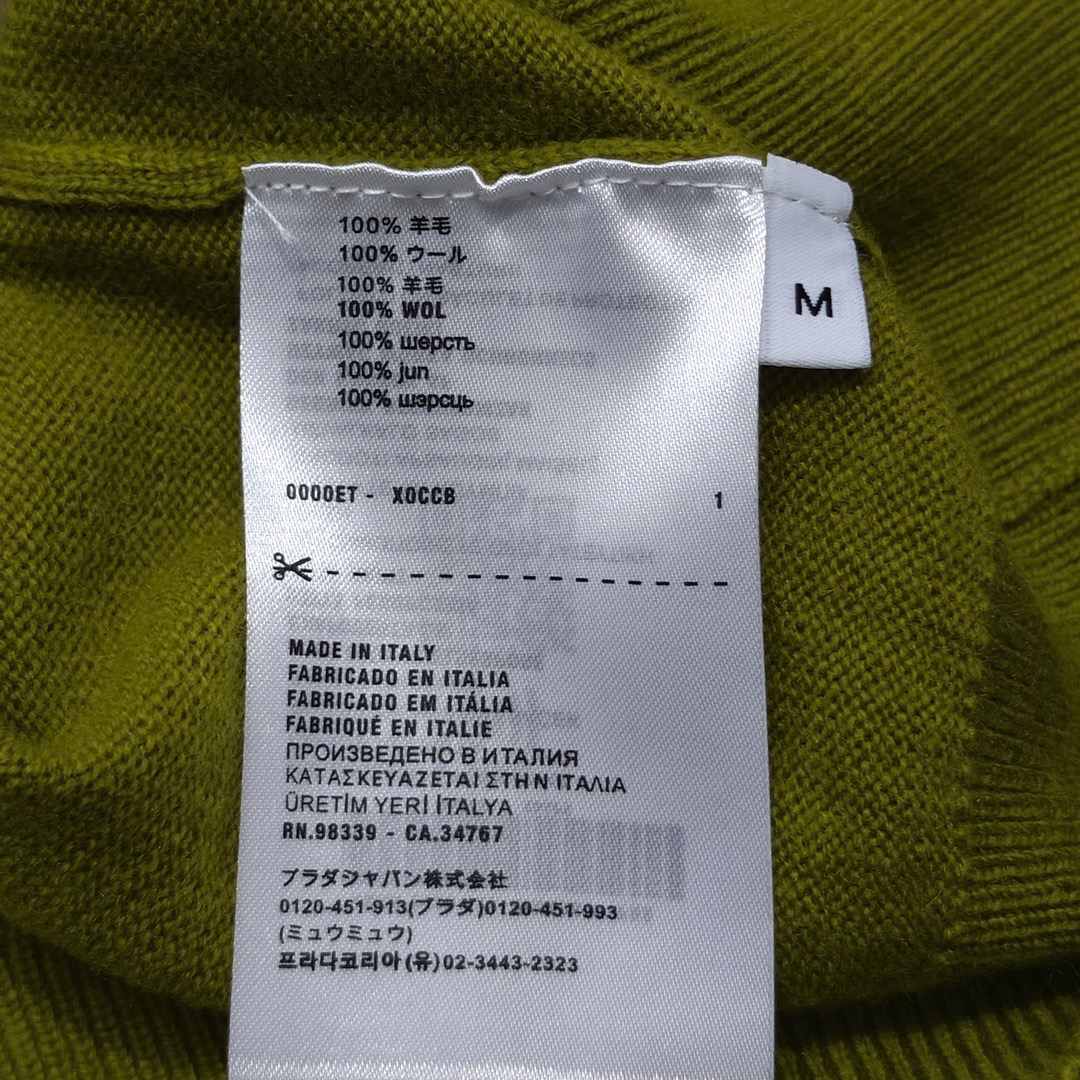 100% 羊毛
100% ウール
100% 羊毛
100% WOL
100% шерсть
100% jun
100% шэрсць
M
0000ET - X0CCB 1
MADE IN ITALY
FABRICADO EN ITALIA
FABRICADO EM ITÁLIA
FABRIQUÉ EN ITALIE
ПРОИЗВЕДЕНО В ИТАЛИЯ
ΚΑΤΑΣΚΕΥΑΖΕΤΑΙ ΣΤΗΝ ΙΤΑΛΙΑ
ÜRETİM YERİ İTALYA
RN.98339 - CA.34767
プラダジャパン株式会社
0120-451-913(プラダ)0120-451-993
(ミュウミュウ)
프라다코리아(유)02-3443-2323